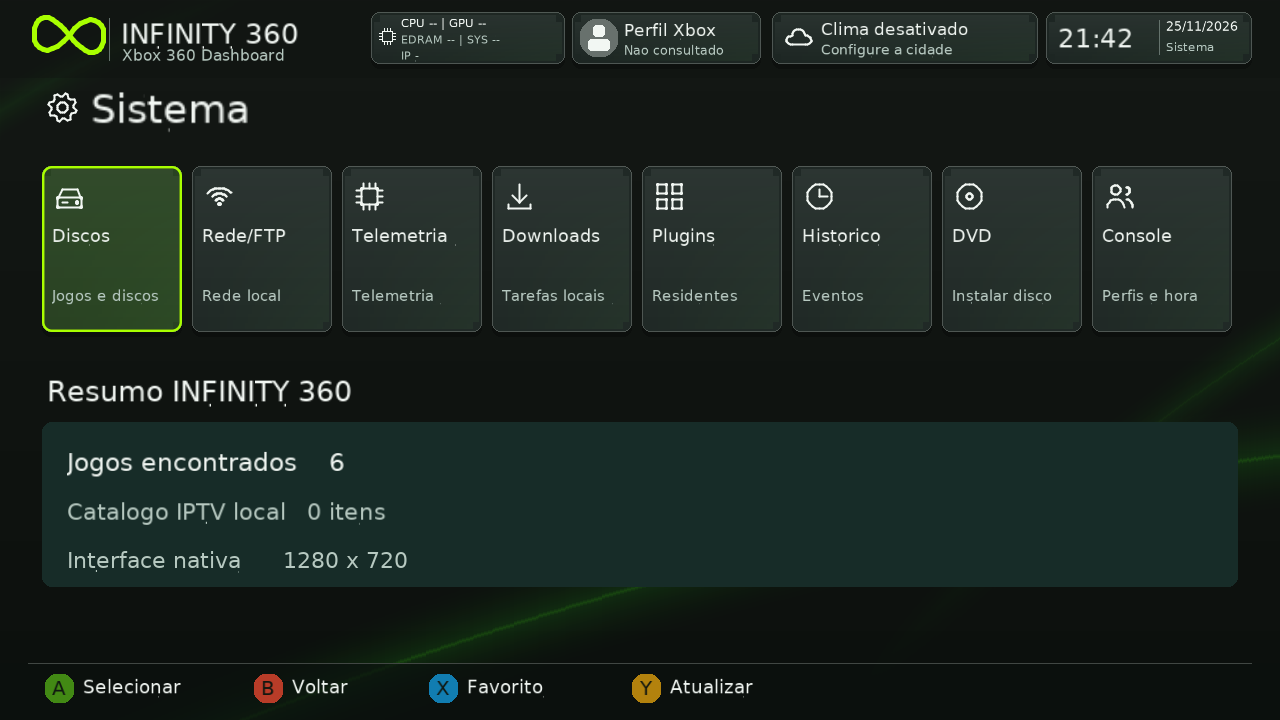 INFINITY 360
Xbox 360 Dashboard
CPU -- | GPU --
EDRAM -- | SYS --
IP -
Perfil Xbox
Nao consultado
Clima desativado
Configure a cidade
21:42
25/11/2026
Sistema
Sistema
Discos
Jogos e discos
Rede/FTP
Rede local
Telemetria
Telemetria
Downloads
Tarefas locais
Plugins
Residentes
Historico
Eventos
DVD
Instalar disco
Console
Perfis e hora
Resumo INFINITY 360
Jogos encontrados 6
Catalogo IPTV local 0 itens
Interface nativa 1280 x 720
A Selecionar
B Voltar
X Favorito
Y Atualizar